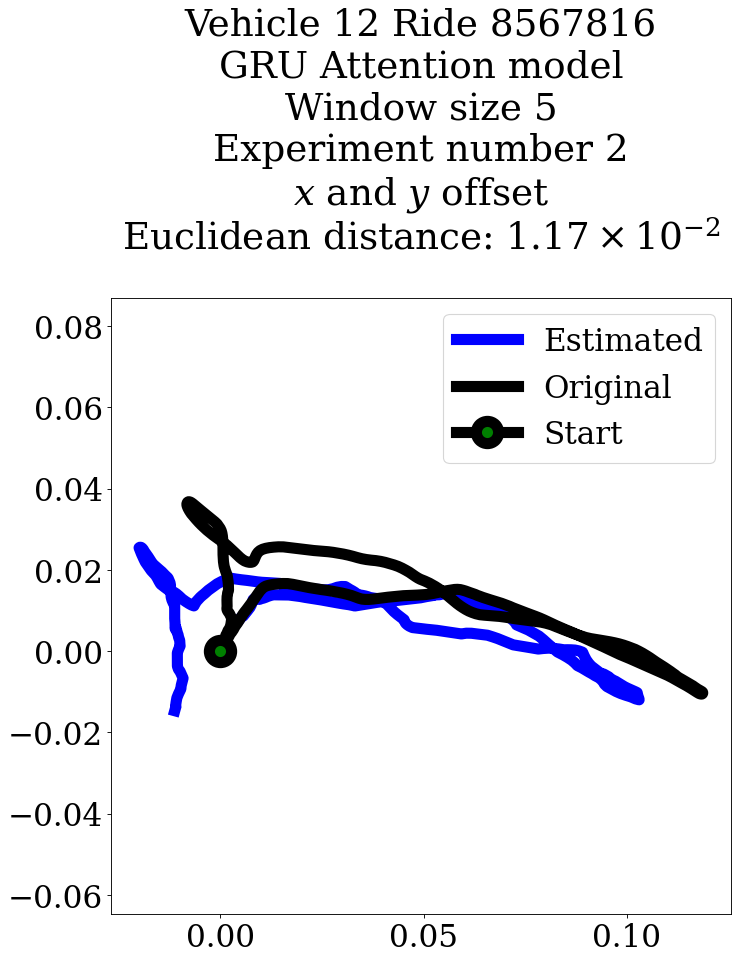 Vehicle 12 Ride 8567816
GRU Attention model
Window size 5
Experiment number 2
x and y offset
Euclidean distance: 1.17 × 10⁻²
Estimated
Original
Start
0.08
0.06
0.04
0.02
0.00
−0.02
−0.04
−0.06
0.00 0.05 0.10